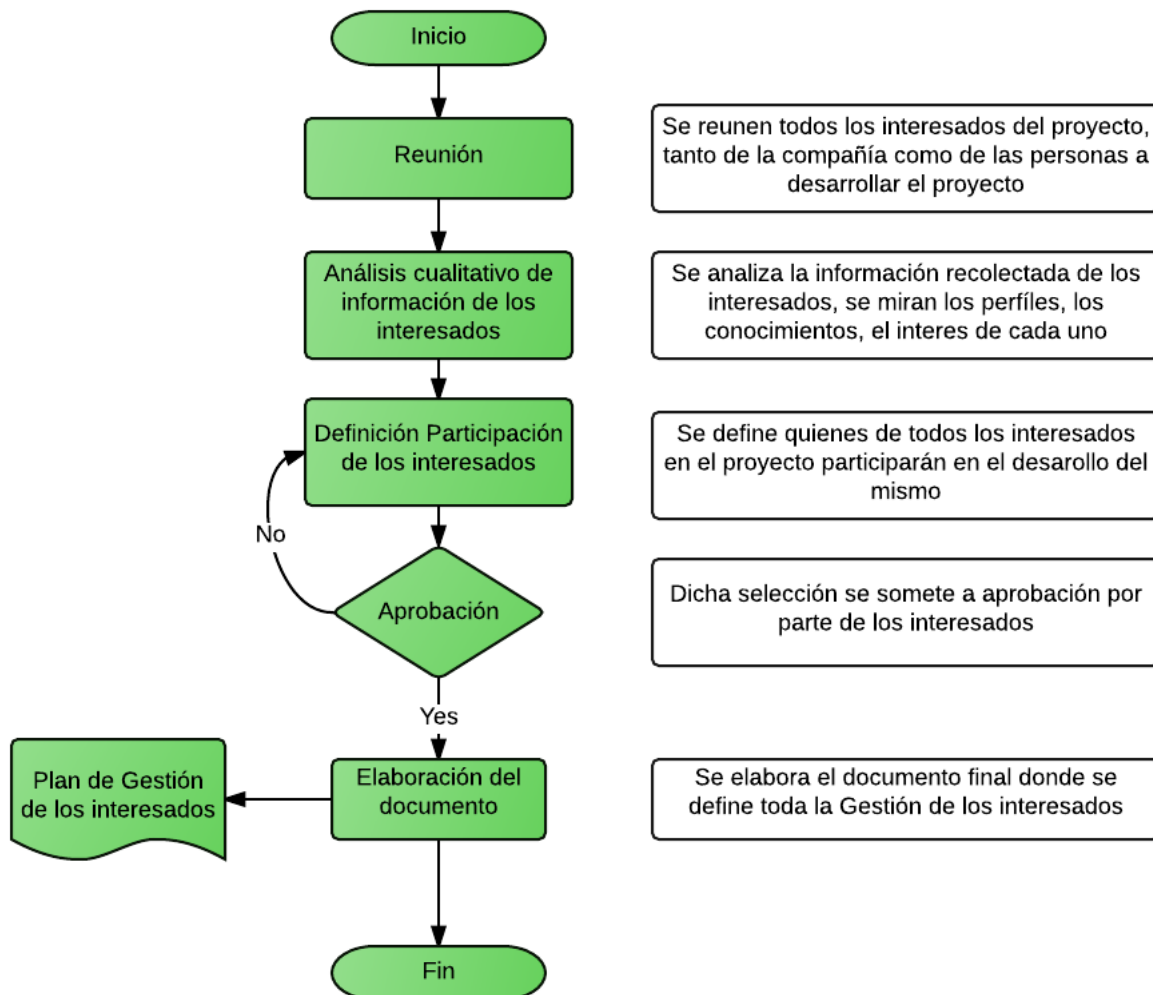 Inicio
Reunión
Se reunen todos los interesados del proyecto,
tanto de la compañía como de las personas a
desarrollar el proyecto
Análisis cualitativo de
información de los
interesados
Se analiza la información recolectada de los
interesados, se miran los perfíles, los
conocimientos, el interes de cada uno
Definición Participación
de los interesados
Se define quienes de todos los interesados
en el proyecto participarán en el desarollo del
mismo
No
Aprobación
Dicha selección se somete a aprobación por
parte de los interesados
Yes
Plan de Gestión
de los interesados
Elaboración del
documento
Se elabora el documento final donde se
define toda la Gestión de los interesados
Fin